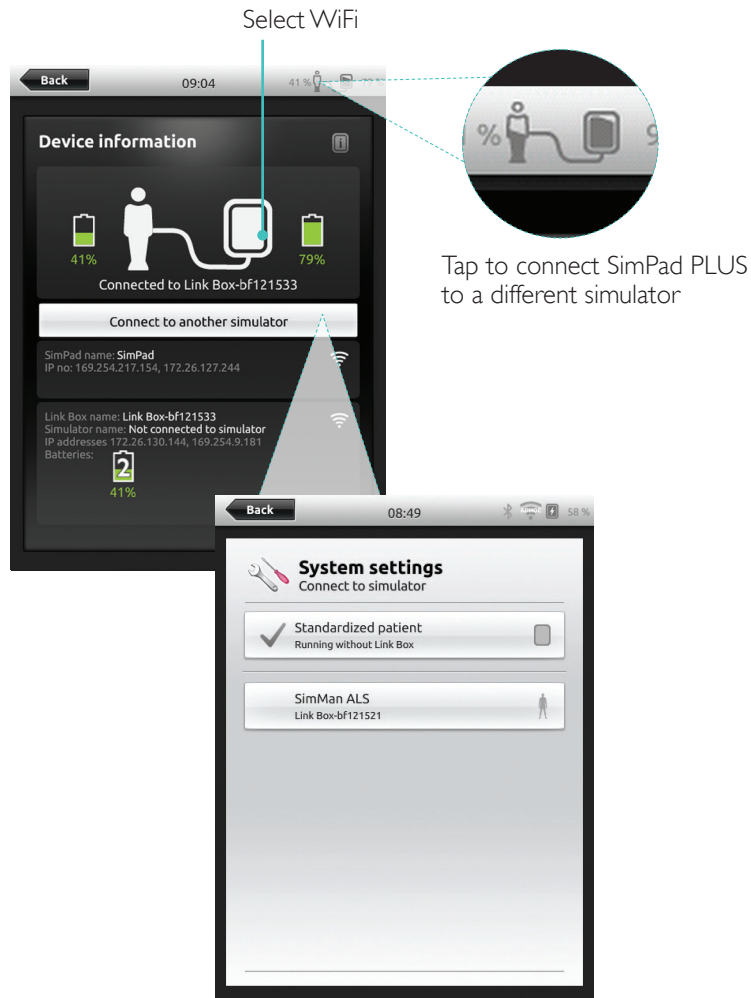 Select WiFi
Back
09:04
41 %
79 %
Device information
41%
79%
Connected to Link Box-bf121533
Connect to another simulator
SimPad name: SimPad
IP no: 169.254.217.154, 172.26.127.244
Link Box name: Link Box-bf121533
Simulator name: Not connected to simulator
IP addresses 172.26.130.144, 169.254.9.181
Batteries:
2
41%
%
9
Tap to connect SimPad PLUS
to a different simulator
Back
08:49
ADHOC
58 %
System settings
Connect to simulator
Standardized patient
Running without Link Box
SimMan ALS
Link Box-bf121521